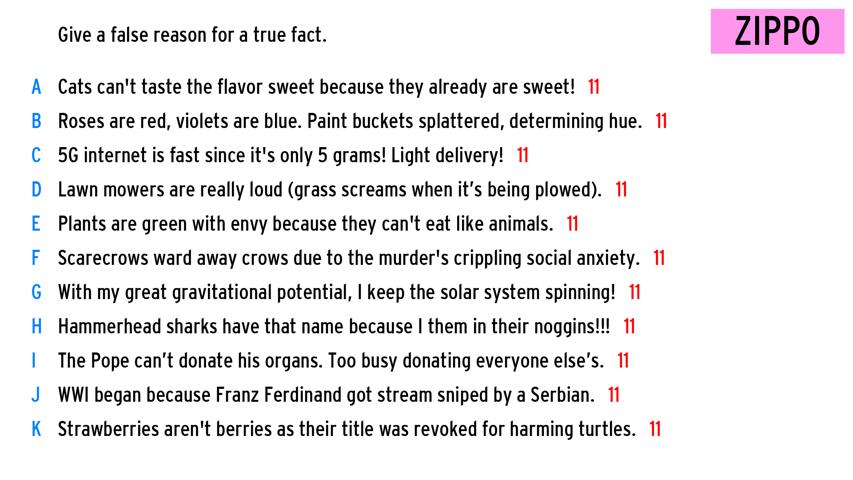 Give a false reason for a true fact.
ZIPPO
A Cats can't taste the flavor sweet because they already are sweet! 11
B Roses are red, violets are blue. Paint buckets splattered, determining hue. 11
C 5G internet is fast since it's only 5 grams! Light delivery! 11
D Lawn mowers are really loud (grass screams when it’s being plowed). 11
E Plants are green with envy because they can't eat like animals. 11
F Scarecrows ward away crows due to the murder's crippling social anxiety. 11
G With my great gravitational potential, I keep the solar system spinning! 11
H Hammerhead sharks have that name because I them in their noggins!!! 11
I The Pope can’t donate his organs. Too busy donating everyone else’s. 11
J WWI began because Franz Ferdinand got stream sniped by a Serbian. 11
K Strawberries aren't berries as their title was revoked for harming turtles. 11